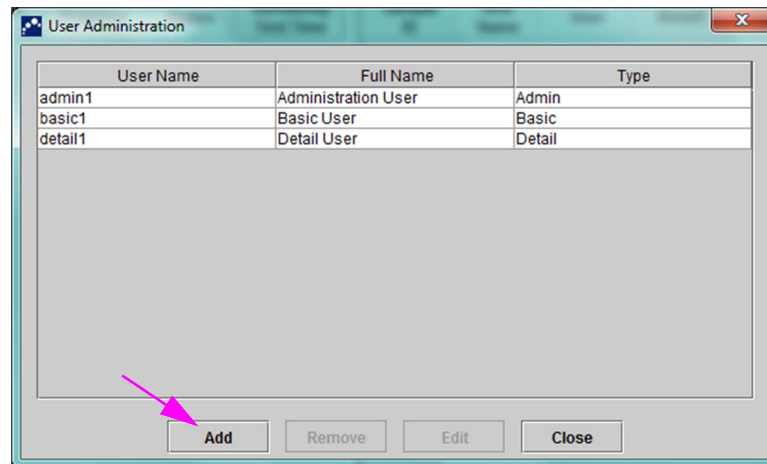 User Administration
User Name Full Name Type
admin1 Administration User Admin
basic1 Basic User Basic
detail1 Detail User Detail
Add Remove Edit Close